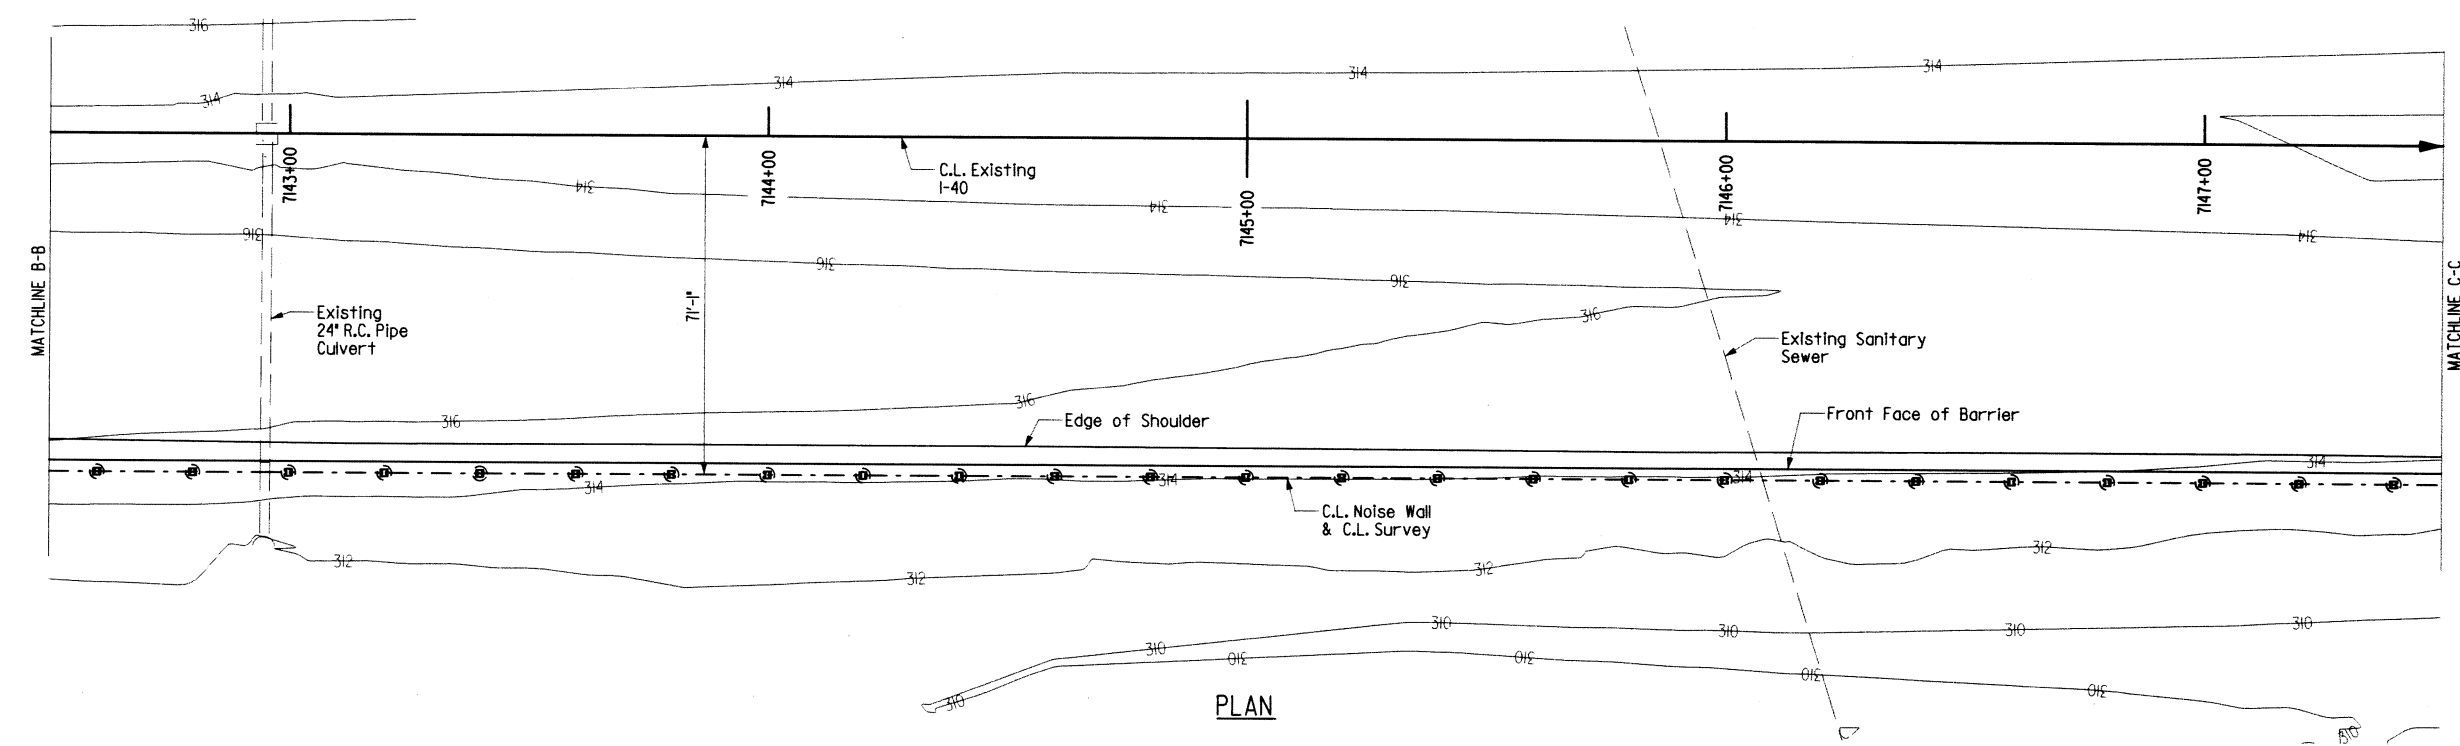 316
314
314
314
314
7143+00
7144+00
7145+00
7146+00
7147+00
C.L. Existing
I-40
314
314
314
314
316
316
316
MATCHLINE B-B
MATCHLINE C-C
71'-1"
Existing
24" R.C. Pipe
Culvert
316
Existing Sanitary
Sewer
316
316
Edge of Shoulder
Front Face of Barrier
314
314
314
314
C.L. Noise Wall
& C.L. Survey
312
312
312
312
310
310
310
310
310
310
310
310
310
310
PLAN